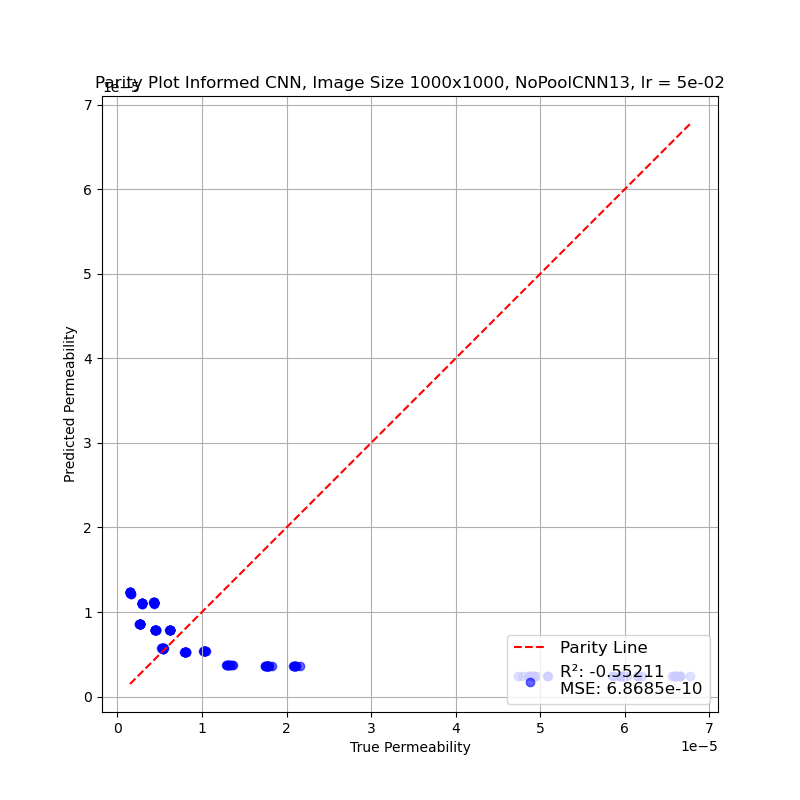 Parity Plot Informed CNN, Image Size 1000x1000, NoPoolCNN13, lr = 5e-02
1e−5
7
6
5
4
3
2
1
0
Predicted Permeability
Parity Line
R²: -0.55211
MSE: 6.8685e-10
0 1 2 3 4 5 6 7
True Permeability
1e−5